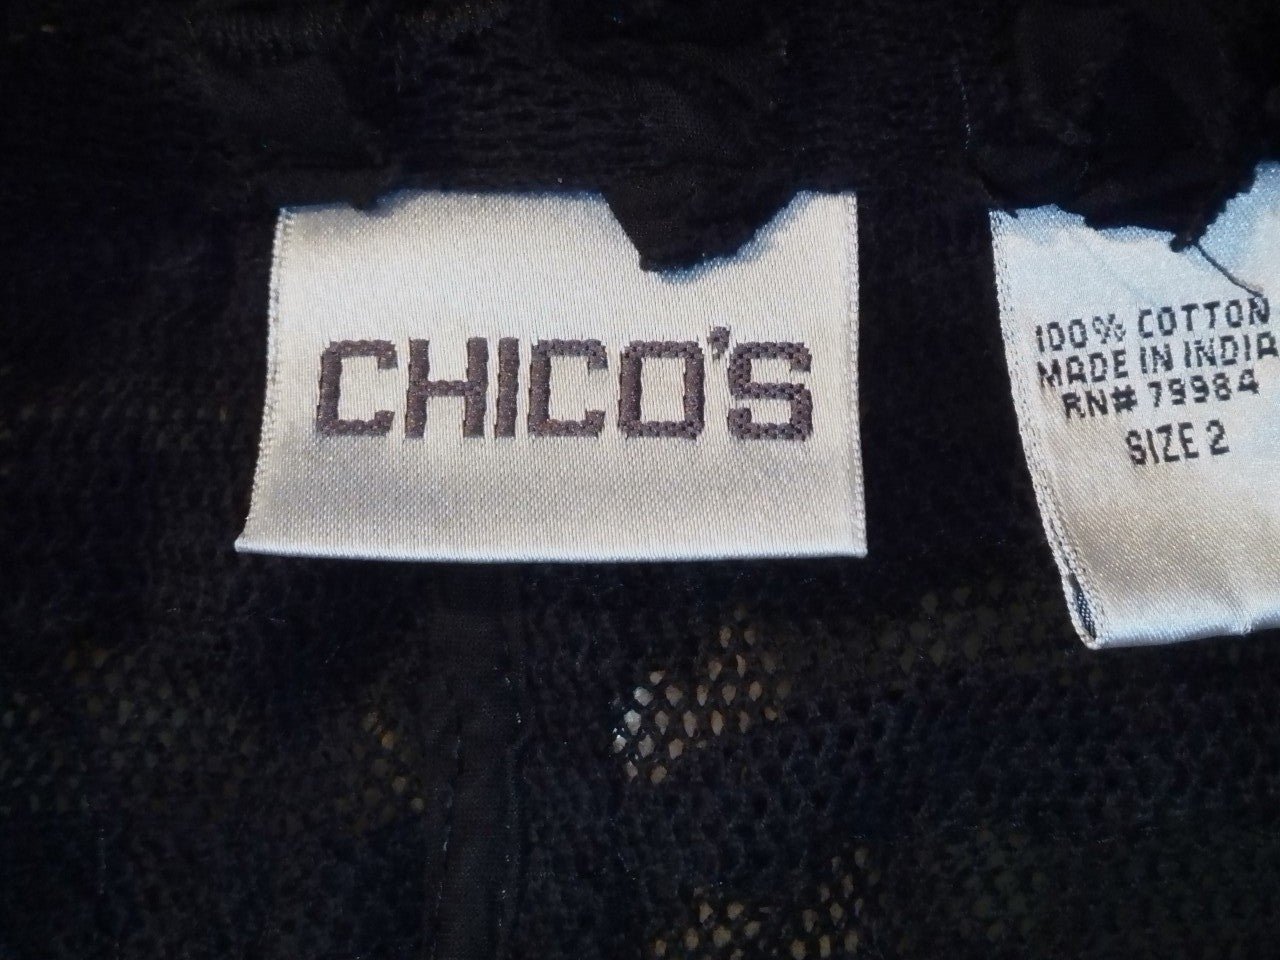 CHICO'S
100% COTTON
MADE IN INDIA
RN# 79984
SIZE 2